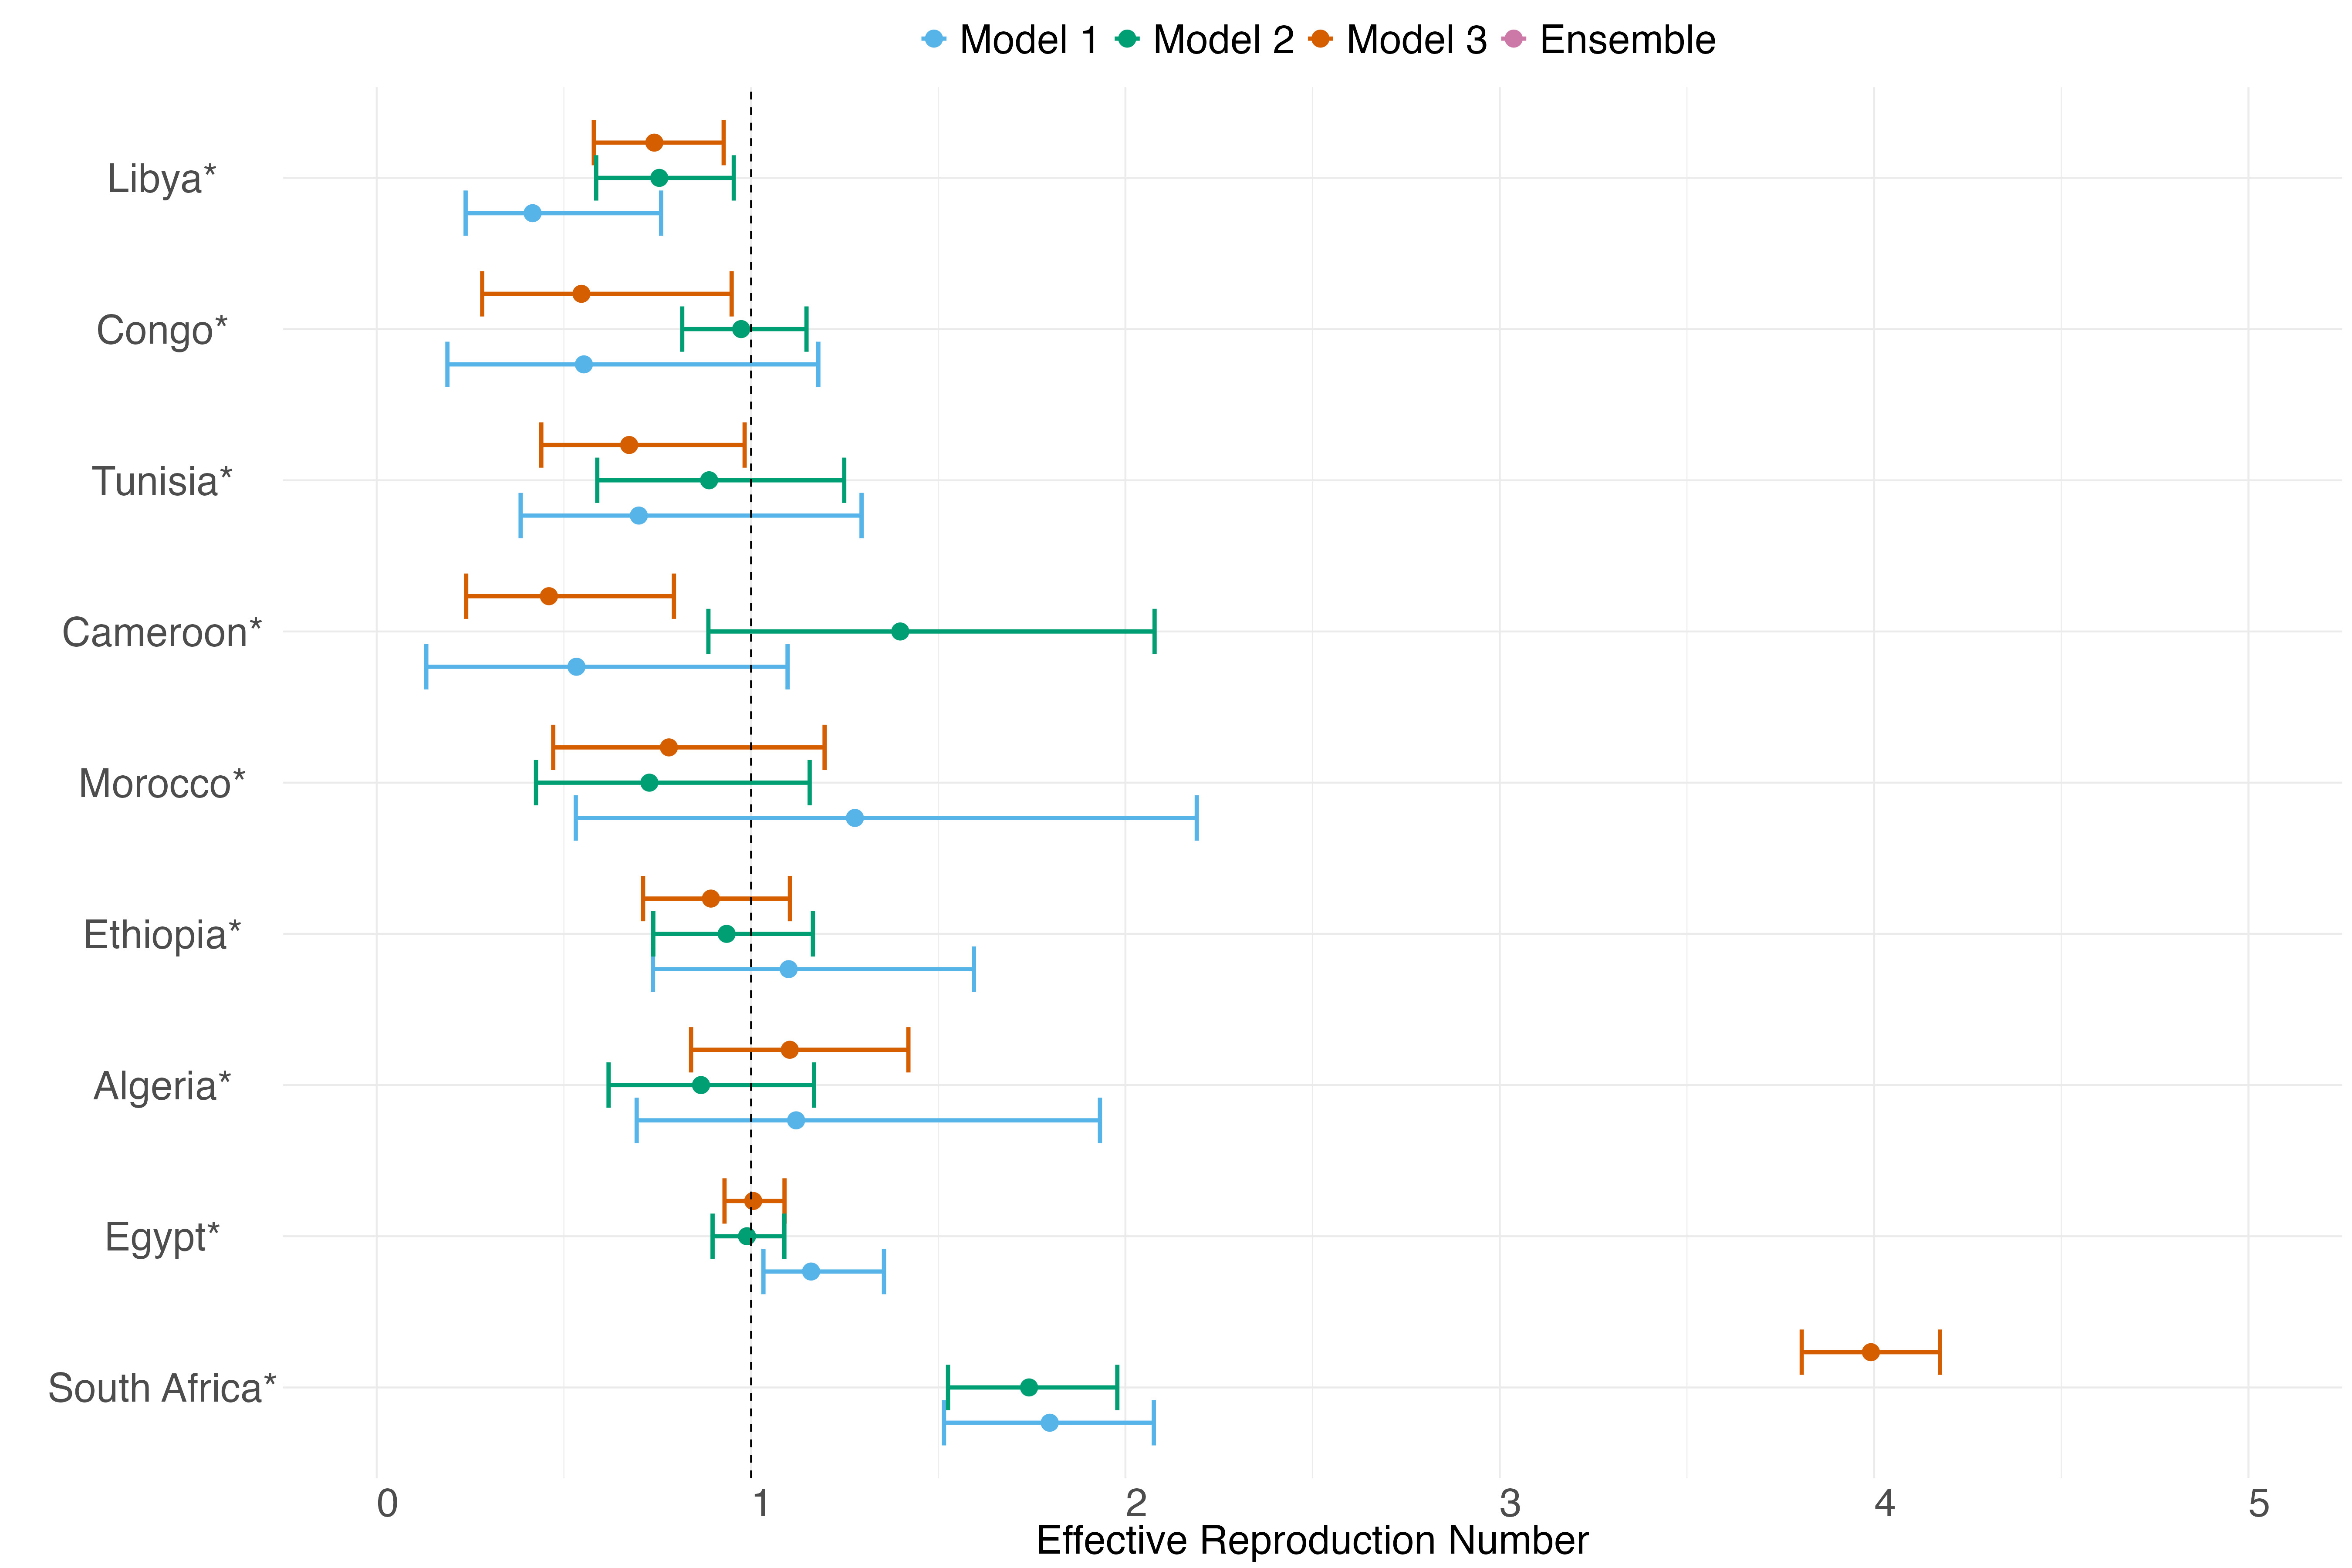 Model 1 Model 2 Model 3 Ensemble
Libya*
Congo*
Tunisia*
Cameroon*
Morocco*
Ethiopia*
Algeria*
Egypt*
South Africa*
0 1 2 3 4 5
Effective Reproduction Number